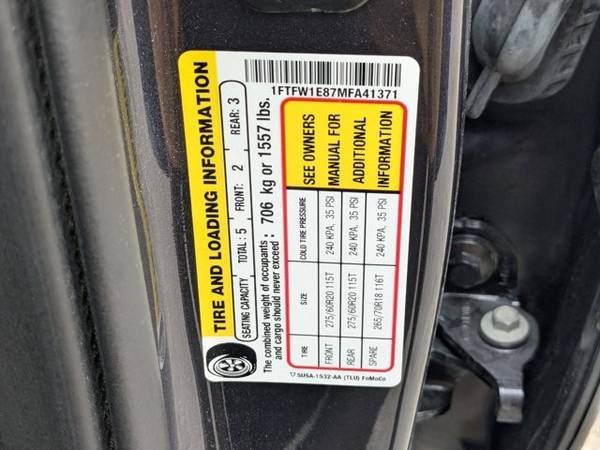 TIRE AND LOADING INFORMATION
SEATING CAPACITY TOTAL: 5 FRONT: 2 REAR: 3
The combined weight of occupants : 706 kg or 1557 lbs.
and cargo should never exceed
1FTFW1E87MFA41371
TIRE SIZE COLD TIRE PRESSURE
FRONT 275/60R20 115T 240 KPA, 35 PSI
REAR 275/60R20 115T 240 KPA, 35 PSI
SPARE 265/70R18 116T 240 KPA, 35 PSI
SEE OWNERS
MANUAL FOR
ADDITIONAL
INFORMATION
▽ 5U5A-1532-AA (TLU) FoMoCo